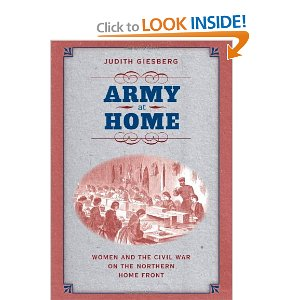 Click to LOOK INSIDE!
JUDITH GIESBERG
ARMY
at
HOME
WOMEN AND THE CIVIL WAR
ON THE NORTHERN
HOME FRONT